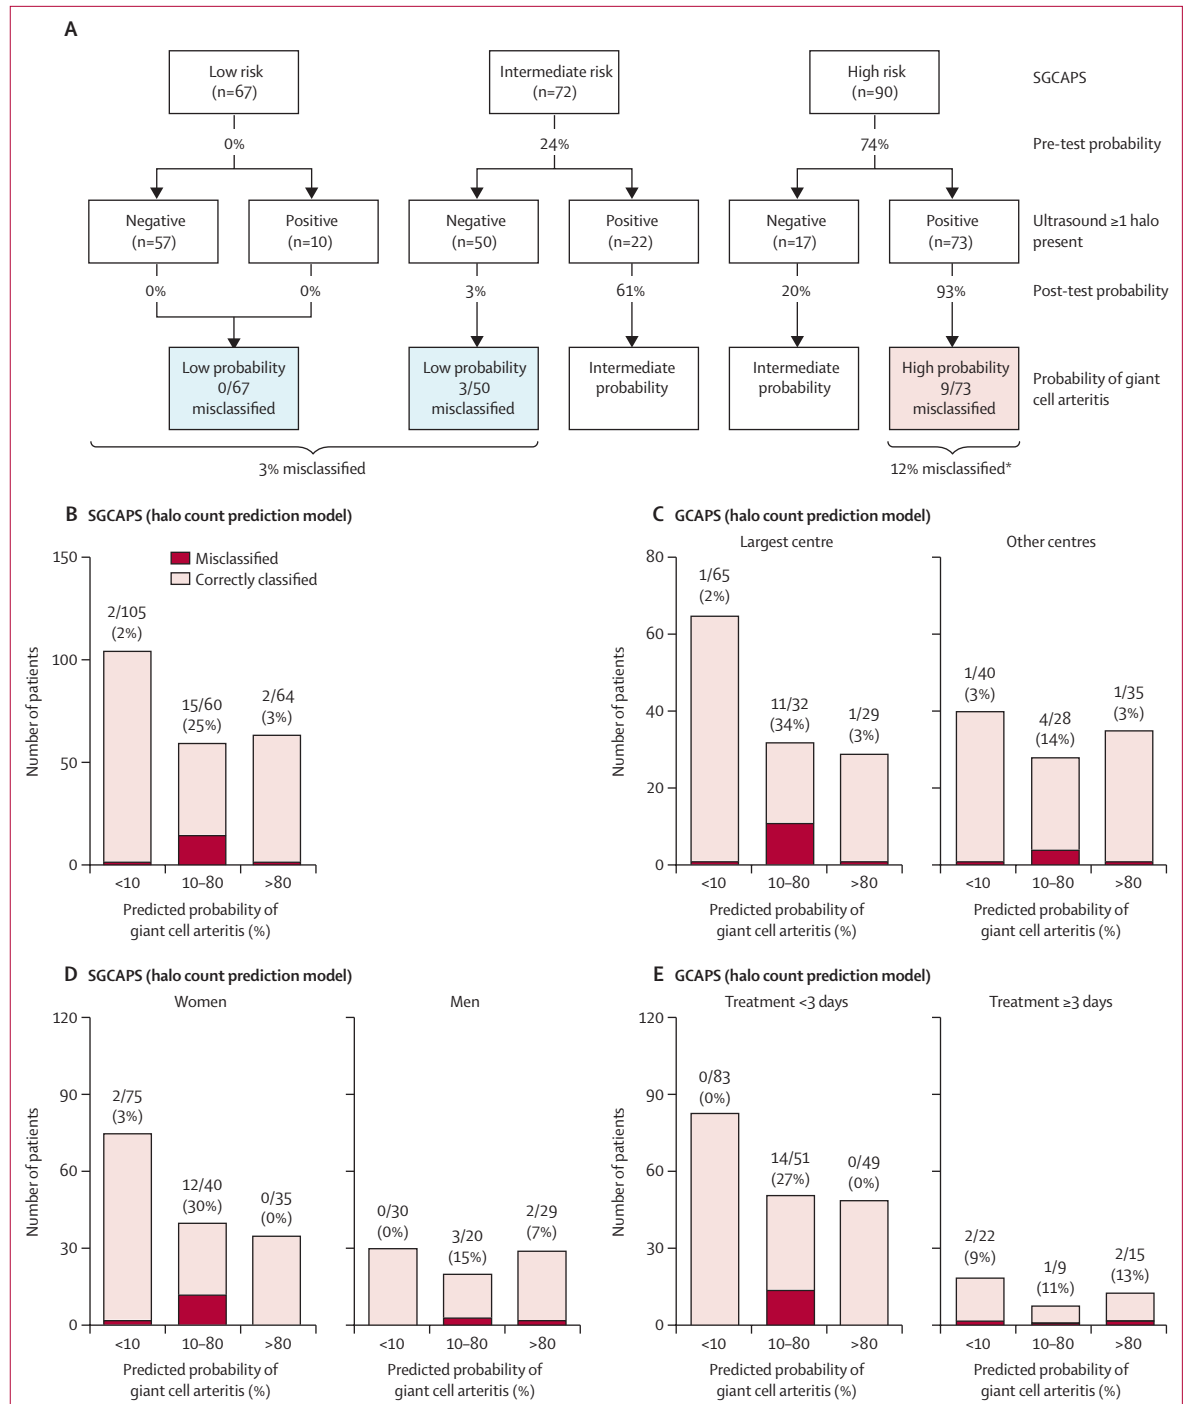 A
Low risk
(n=67)
Intermediate risk
(n=72)
High risk
(n=90)
SGCAPS
0%
24%
74%
Pre-test probability
Negative
(n=57)
Positive
(n=10)
Negative
(n=50)
Positive
(n=22)
Negative
(n=17)
Positive
(n=73)
Ultrasound ≥1 halo
present
0%
0%
3%
61%
20%
93%
Post-test probability
Low probability
0/67
misclassified
Low probability
3/50
misclassified
Intermediate
probability
Intermediate
probability
High probability
9/73
misclassified
Probability of giant
cell arteritis
3% misclassified
12% misclassified*
B SGCAPS (halo count prediction model)
Misclassified
Correctly classified
Number of patients
150
100
50
0
2/105
(2%)
15/60
(25%)
2/64
(3%)
<10
10–80
>80
Predicted probability of
giant cell arteritis (%)
C GCAPS (halo count prediction model)
Largest centre
Number of patients
80
60
40
20
0
1/65
(2%)
11/32
(34%)
1/29
(3%)
<10
10–80
>80
Predicted probability of
giant cell arteritis (%)
Other centres
1/40
(3%)
4/28
(14%)
1/35
(3%)
<10
10–80
>80
Predicted probability of
giant cell arteritis (%)
D SGCAPS (halo count prediction model)
Women
Number of patients
120
90
60
30
0
2/75
(3%)
12/40
(30%)
0/35
(0%)
<10
10–80
>80
Predicted probability of
giant cell arteritis (%)
Men
0/30
(0%)
3/20
(15%)
2/29
(7%)
<10
10–80
>80
Predicted probability of
giant cell arteritis (%)
E GCAPS (halo count prediction model)
Treatment <3 days
Number of patients
120
90
60
30
0
0/83
(0%)
14/51
(27%)
0/49
(0%)
<10
10–80
>80
Predicted probability of
giant cell arteritis (%)
Treatment ≥3 days
2/22
(9%)
1/9
(11%)
2/15
(13%)
<10
10–80
>80
Predicted probability of
giant cell arteritis (%)